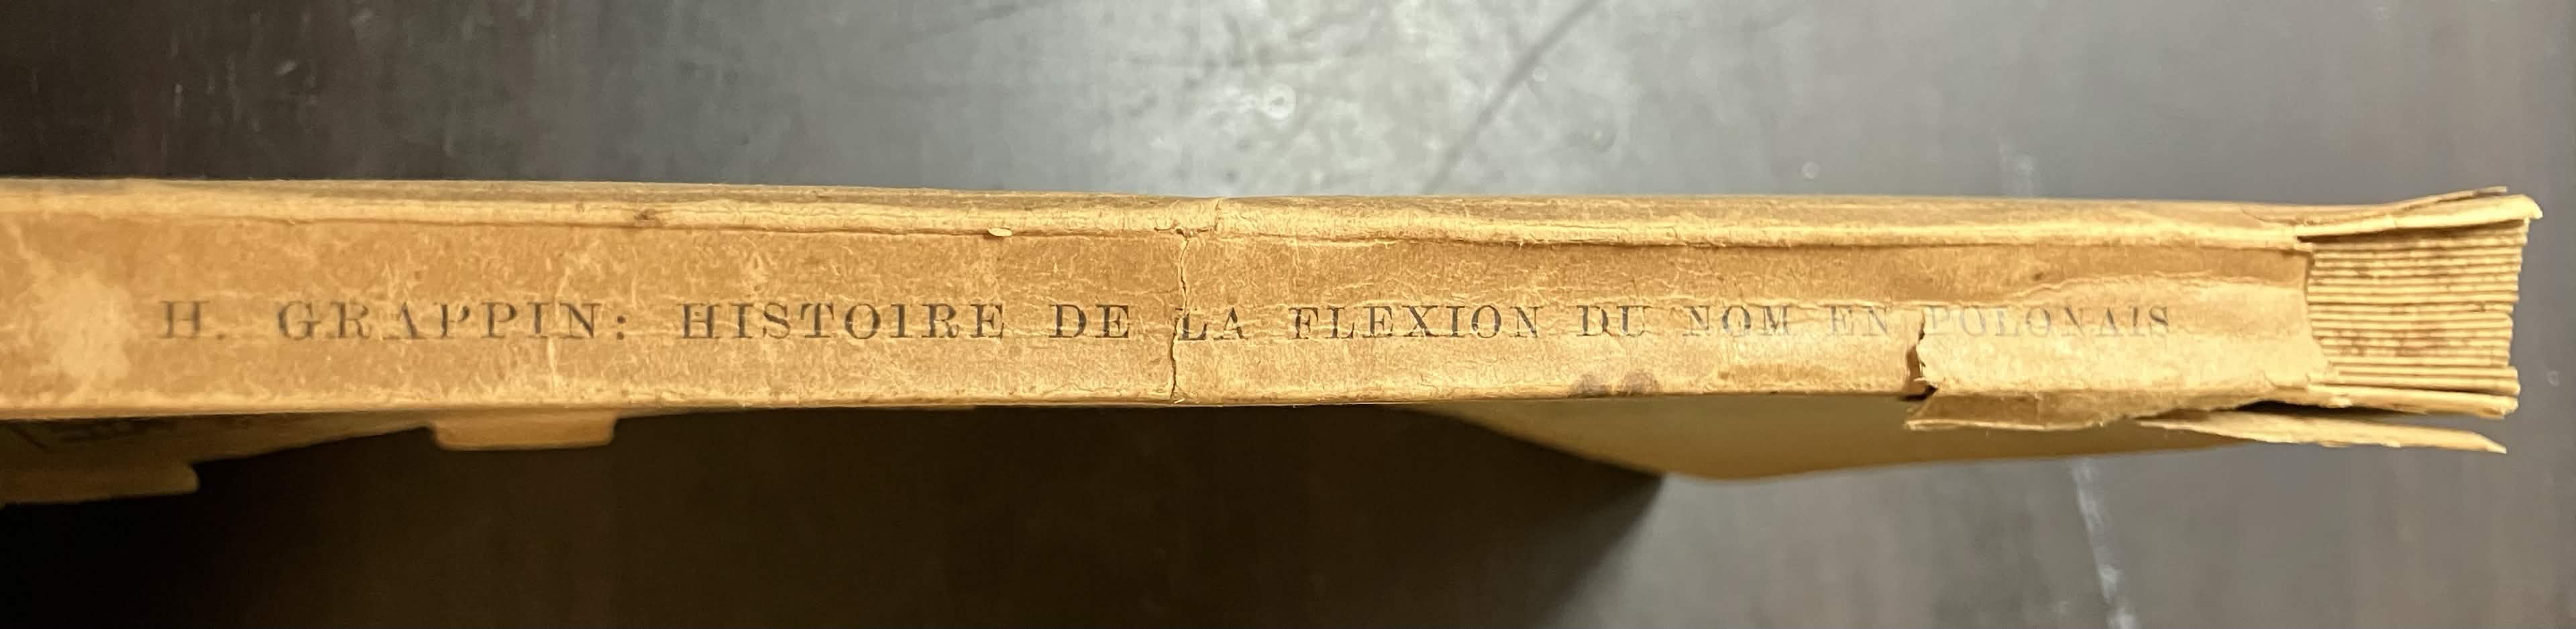 H. GRAPPIN: HISTOIRE DE LA FLEXION DU NOM EN POLONAIS